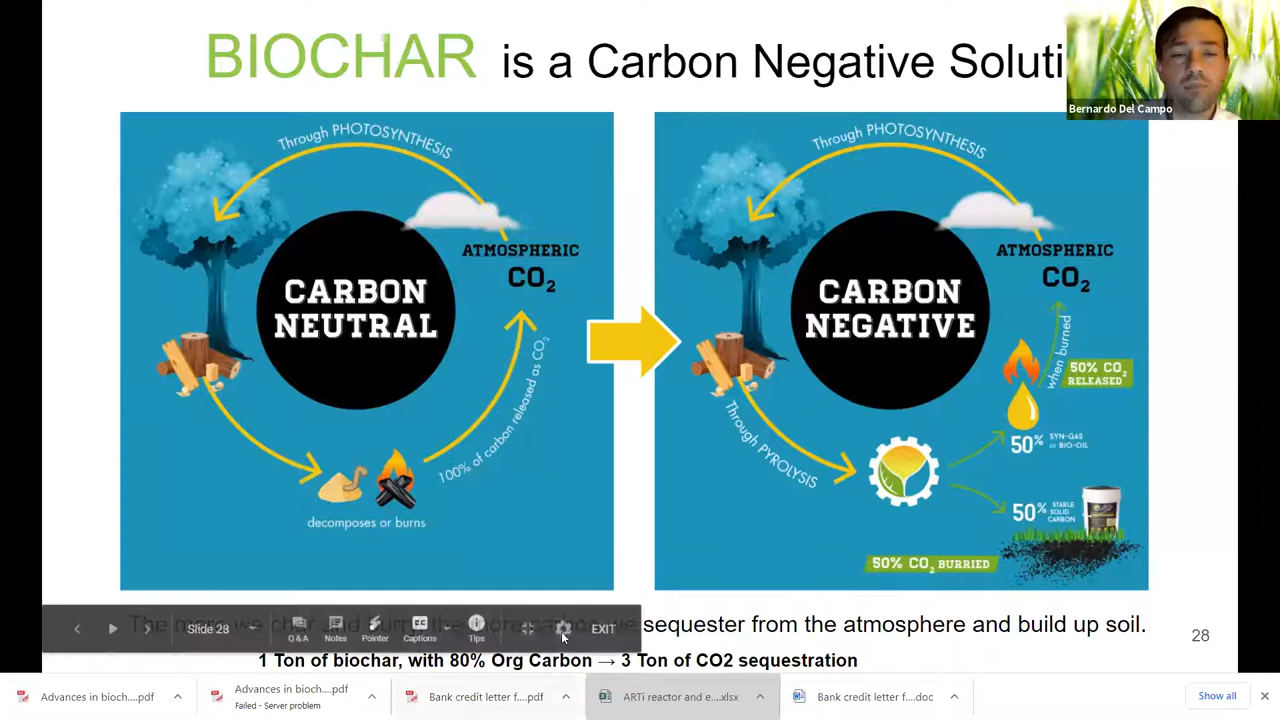 BIOCHAR is a Carbon Negative Soluti
Bernardo Del Campo
Through PHOTOSYNTHESIS
ATMOSPHERIC
CO2
CARBON
NEUTRAL
100% of carbon released as CO2
decomposes or burns
Through PHOTOSYNTHESIS
ATMOSPHERIC
CO2
CARBON
NEGATIVE
when burned
50% CO2
RELEASED
Through PYROLYSIS
50% SYN-GAS
or BIO-OIL
50% STABLE
SOLID
CARBON
50% CO2 BURRIED
sequester from the atmosphere and build up soil.
28
Slide 28
Q & A
Notes
Pointer
Captions
Tips
EXIT
1 Ton of biochar, with 80% Org Carbon → 3 Ton of CO2 sequestration
Advances in bioch....pdf
Advances in bioch....pdf
Failed - Server problem
Bank credit letter f....pdf
ARTi reactor and e....xlsx
Bank credit letter f....doc
Show all